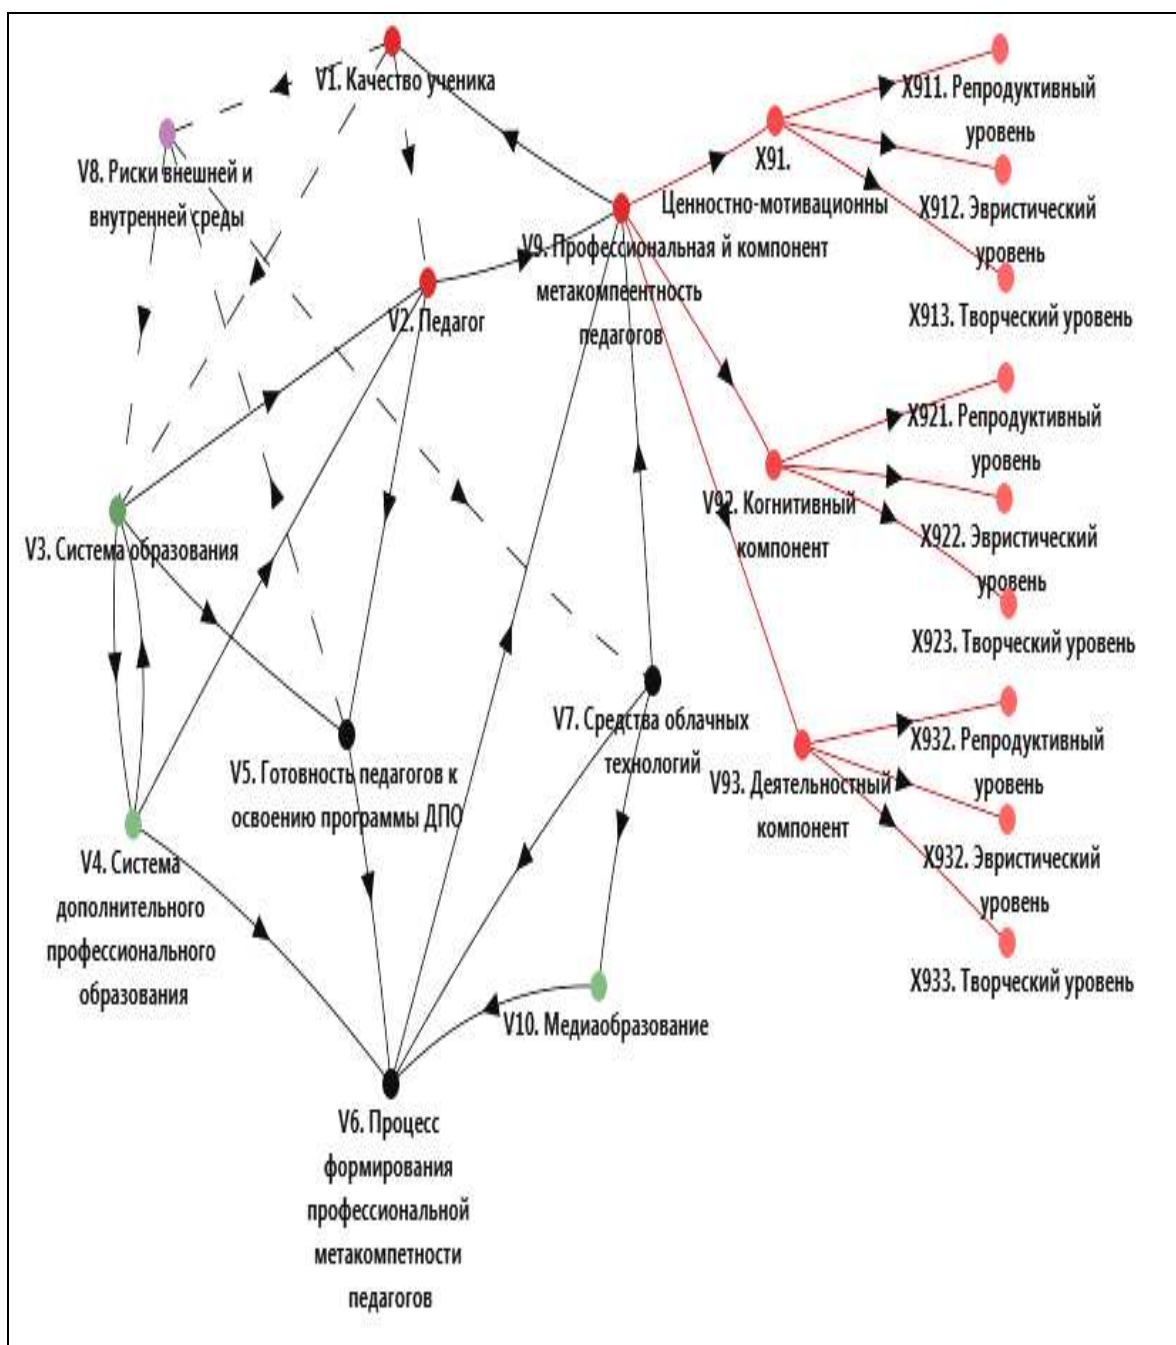 V1. Качество ученика
V8. Риски внешней и
внутренней среды
V2. Педагог
V9. Профессиональная
метакомпеентность
педагогов
X91.
Ценностно-мотивационны
й компонент
X911. Репродуктивный
уровень
X912. Эвристический
уровень
X913. Творческий уровень
V3. Система образования
V92. Когнитивный
компонент
X921. Репродуктивный
уровень
X922. Эвристический
уровень
X923. Творческий уровень
V5. Готовность педагогов к
освоению программы ДПО
V7. Средства облачных
технологий
V93. Деятельностный
компонент
X932. Репродуктивный
уровень
X932. Эвристический
уровень
X933. Творческий уровень
V4. Система
дополнительного
профессионального
образования
V10. Медиаобразование
V6. Процесс
формирования
профессиональной
метакомпетности
педагогов